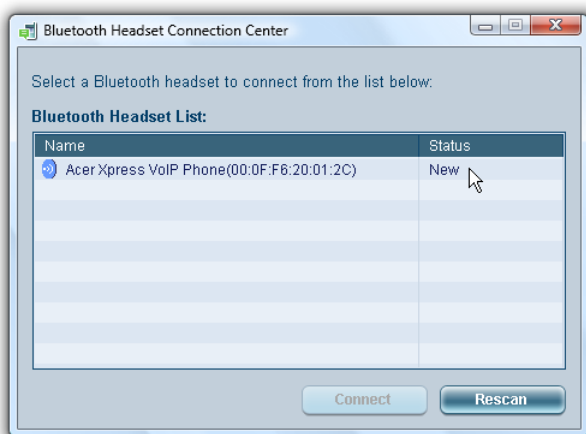 Bluetooth Headset Connection Center
Select a Bluetooth headset to connect from the list below:
Bluetooth Headset List:
Name Status
Acer Xpress VoIP Phone(00:0F:F6:20:01:2C) New
Connect Rescan